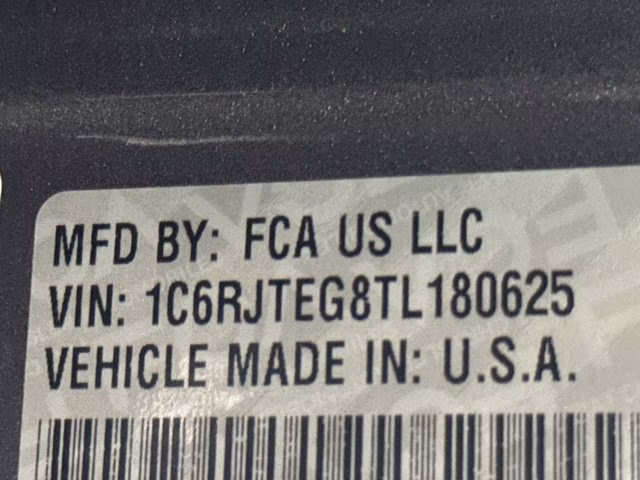 MFD BY: FCA US LLC
VIN: 1C6RJTEG8TL180625
VEHICLE MADE IN: U.S.A.